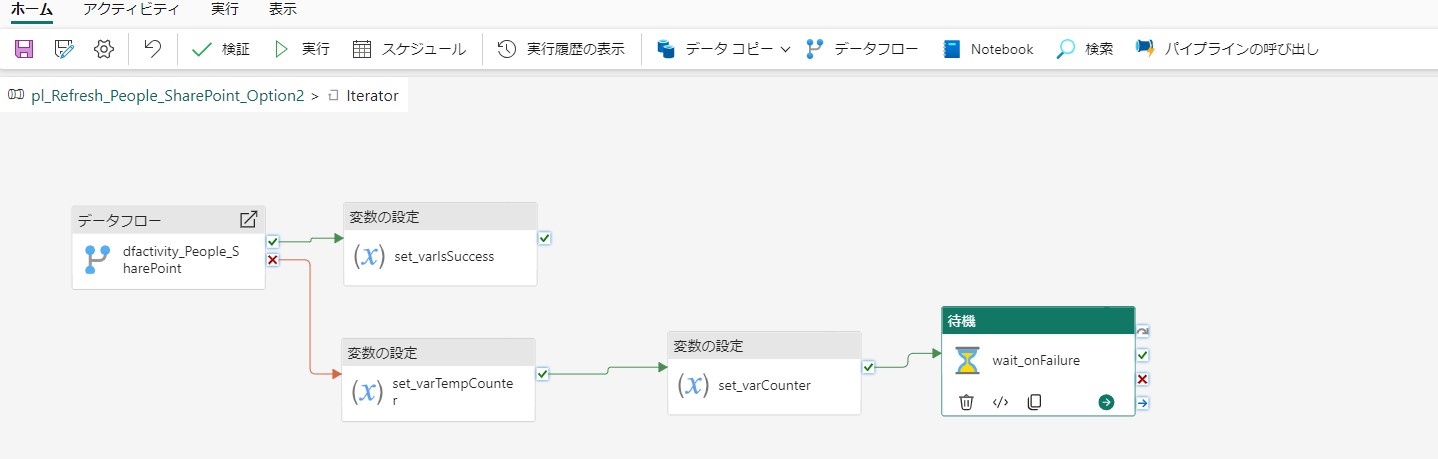 ホーム アクティビティ 実行 表示
検証 実行 スケジュール 実行履歴の表示 データ コピー データフロー Notebook 検索 パイプラインの呼び出し
pl_Refresh_People_SharePoint_Option2 > Iterator
データフロー
dfactivity_People_S
harePoint
変数の設定
(x) set_varIsSuccess
変数の設定
(x) set_varTempCounte
r
変数の設定
(x) set_varCounter
待機
wait_onFailure